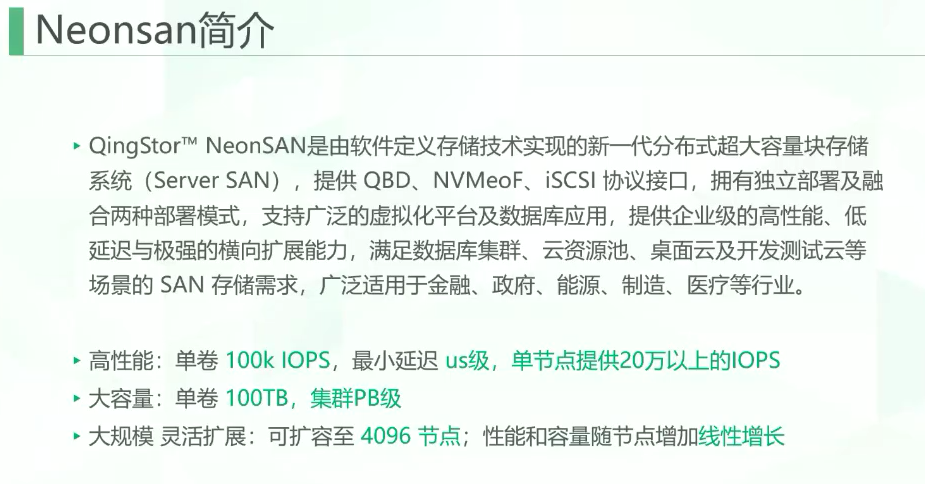 Neonsan简介
▸ QingStor™ NeonSAN是由软件定义存储技术实现的新一代分布式超大容量块存储
系统（Server SAN），提供 QBD、NVMeoF、iSCSI 协议接口，拥有独立部署及融
合两种部署模式，支持广泛的虚拟化平台及数据库应用，提供企业级的高性能、低
延迟与极强的横向扩展能力，满足数据库集群、云资源池、桌面云及开发测试云等
场景的 SAN 存储需求，广泛适用于金融、政府、能源、制造、医疗等行业。
▸ 高性能：单卷 100k IOPS，最小延迟 us级，单节点提供20万以上的IOPS
▸ 大容量：单卷 100TB，集群PB级
▸ 大规模 灵活扩展：可扩容至 4096 节点；性能和容量随节点增加线性增长